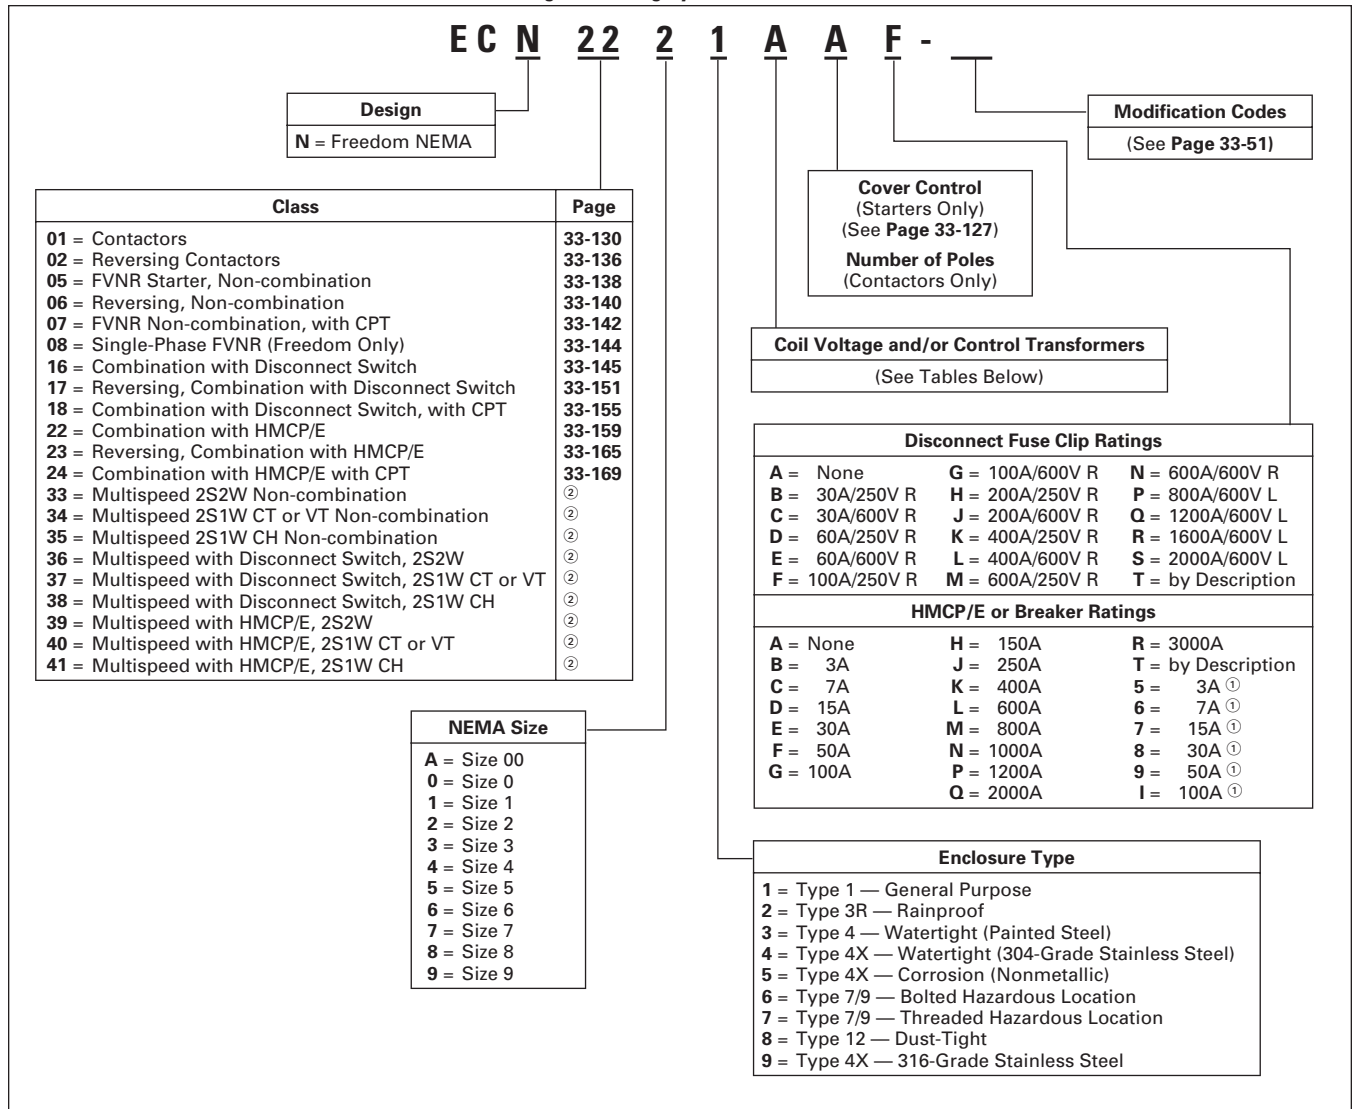 ECN 22 2 1 A A F - __
Design
N = Freedom NEMA
Modification Codes
(See Page 33-51)
Cover Control
(Starters Only)
(See Page 33-127)
Number of Poles
(Contactors Only)
Class Page
01 = Contactors 33-130
02 = Reversing Contactors 33-136
05 = FVNR Starter, Non-combination 33-138
06 = Reversing, Non-combination 33-140
07 = FVNR Non-combination, with CPT 33-142
08 = Single-Phase FVNR (Freedom Only) 33-144
16 = Combination with Disconnect Switch 33-145
17 = Reversing, Combination with Disconnect Switch 33-151
18 = Combination with Disconnect Switch, with CPT 33-155
22 = Combination with HMCP/E 33-159
23 = Reversing, Combination with HMCP/E 33-165
24 = Combination with HMCP/E with CPT 33-169
33 = Multispeed 2S2W Non-combination ②
34 = Multispeed 2S1W CT or VT Non-combination ②
35 = Multispeed 2S1W CH Non-combination ②
36 = Multispeed with Disconnect Switch, 2S2W ②
37 = Multispeed with Disconnect Switch, 2S1W CT or VT ②
38 = Multispeed with Disconnect Switch, 2S1W CH ②
39 = Multispeed with HMCP/E, 2S2W ②
40 = Multispeed with HMCP/E, 2S1W CT or VT ②
41 = Multispeed with HMCP/E, 2S1W CH ②
Coil Voltage and/or Control Transformers
(See Tables Below)
Disconnect Fuse Clip Ratings
A = None G = 100A/600V R N = 600A/600V R
B = 30A/250V R H = 200A/250V R P = 800A/600V L
C = 30A/600V R J = 200A/600V R Q = 1200A/600V L
D = 60A/250V R K = 400A/250V R R = 1600A/600V L
E = 60A/600V R L = 400A/600V R S = 2000A/600V L
F = 100A/250V R M = 600A/250V R T = by Description
HMCP/E or Breaker Ratings
A = None H = 150A R = 3000A
B = 3A J = 250A T = by Description
C = 7A K = 400A 5 = 3A ①
D = 15A L = 600A 6 = 7A ①
E = 30A M = 800A 7 = 15A ①
F = 50A N = 1000A 8 = 30A ①
G = 100A P = 1200A 9 = 50A ①
Q = 2000A I = 100A ①
NEMA Size
A = Size 00
0 = Size 0
1 = Size 1
2 = Size 2
3 = Size 3
4 = Size 4
5 = Size 5
6 = Size 6
7 = Size 7
8 = Size 8
9 = Size 9
Enclosure Type
1 = Type 1 — General Purpose
2 = Type 3R — Rainproof
3 = Type 4 — Watertight (Painted Steel)
4 = Type 4X — Watertight (304-Grade Stainless Steel)
5 = Type 4X — Corrosion (Nonmetallic)
6 = Type 7/9 — Bolted Hazardous Location
7 = Type 7/9 — Threaded Hazardous Location
8 = Type 12 — Dust-Tight
9 = Type 4X — 316-Grade Stainless Steel